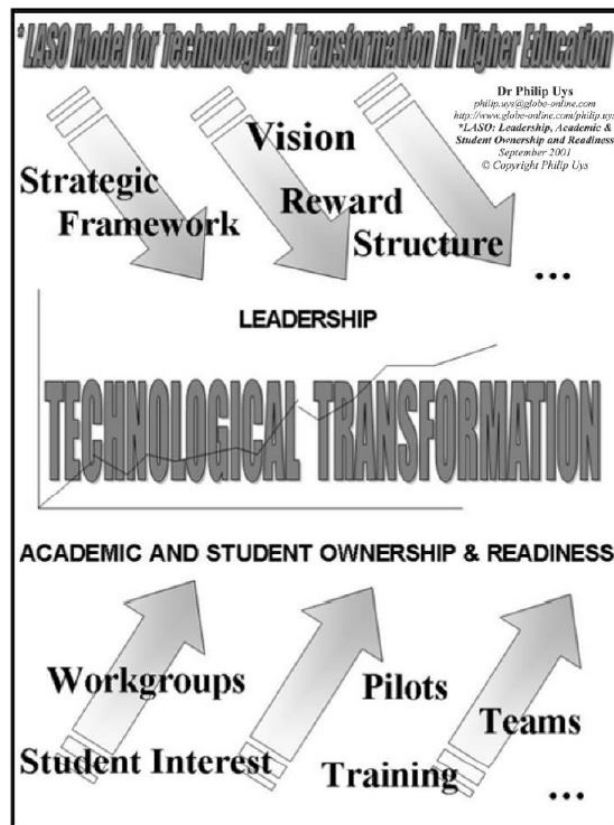 *LASO Model for Technological Transformation in Higher Education
Dr Philip Uys
philip.uys@globe-online.com
http://www.globe-online.com/philip.uys
*LASO: Leadership, Academic &
Student Ownership and Readiness
September 2001
© Copyright Philip Uys
Vision
Strategic
Framework
Reward
Structure
...
LEADERSHIP
TECHNOLOGICAL TRANSFORMATION
ACADEMIC AND STUDENT OWNERSHIP & READINESS
Workgroups
Pilots
Teams
Student Interest
Training
...